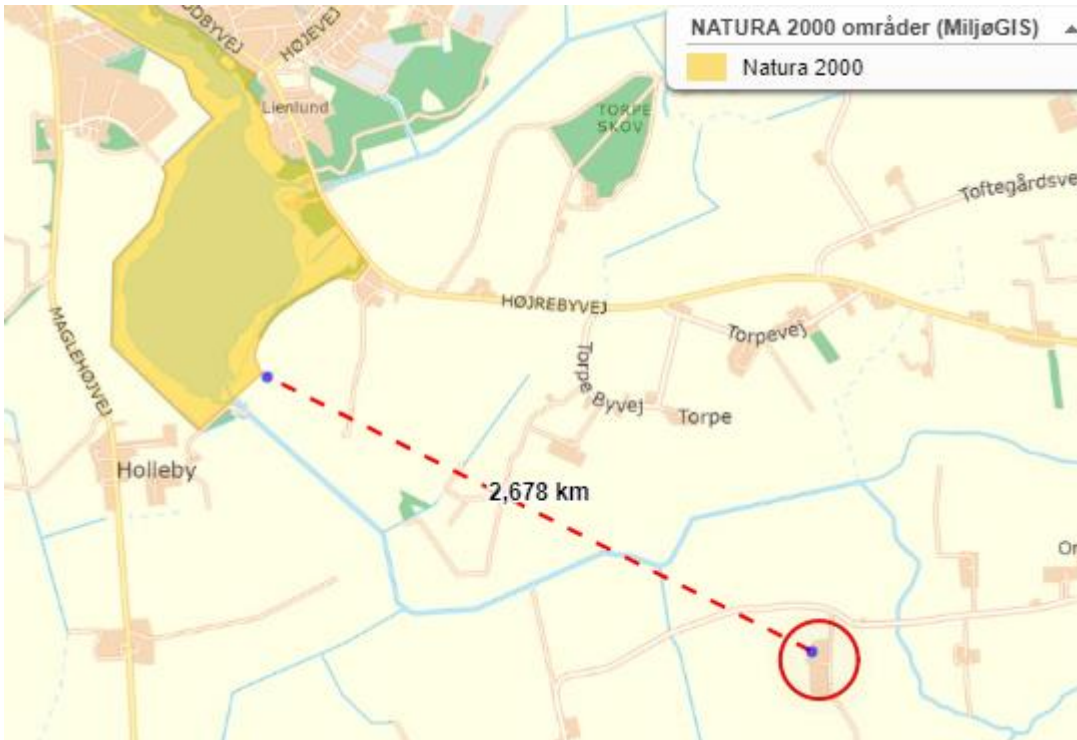 NATURA 2000 områder (MiljøGIS)
Natura 2000
HØJEVEJ
Lienlund
TORPE
SKOV
HØJREBYVEJ
Torpevej
MAGLEHØJVEJ
Torpe Byvej
Torpe
Holleby
2,678 km